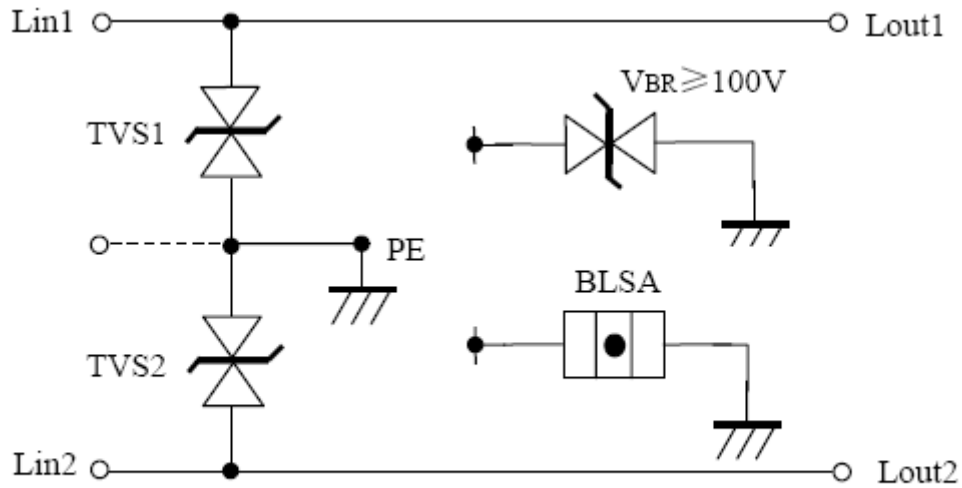 Lin1
Lout1
VBR≥100V
TVS1
PE
BLSA
TVS2
Lin2
Lout2